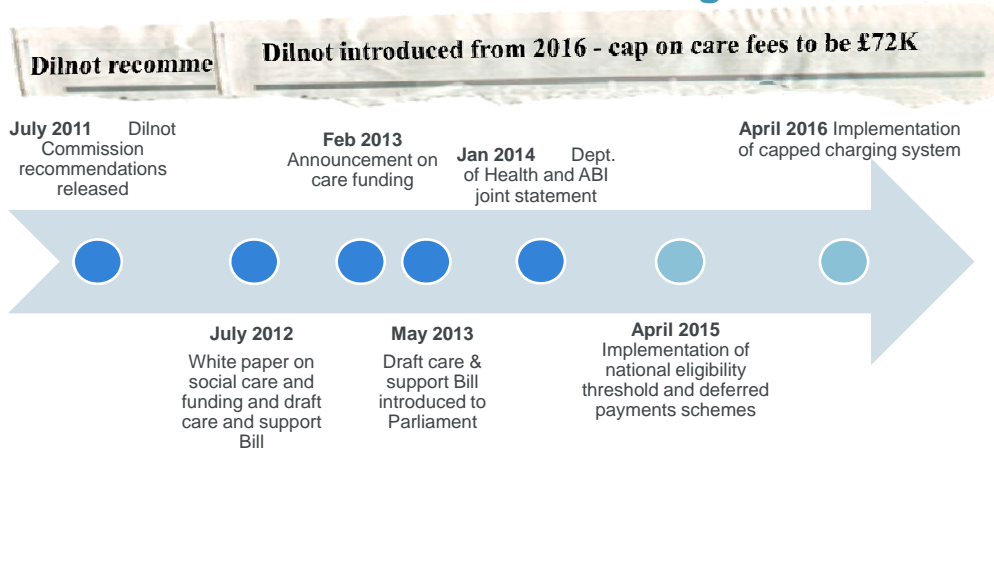 Dilnot recomme
Dilnot introduced from 2016 - cap on care fees to be £72K
July 2011 Dilnot
Commission
recommendations
released
Feb 2013
Announcement on
care funding
Jan 2014 Dept.
of Health and ABI
joint statement
April 2016 Implementation
of capped charging system
July 2012
White paper on
social care and
funding and draft
care and support
Bill
May 2013
Draft care &
support Bill
introduced to
Parliament
April 2015
Implementation of
national eligibility
threshold and deferred
payments schemes